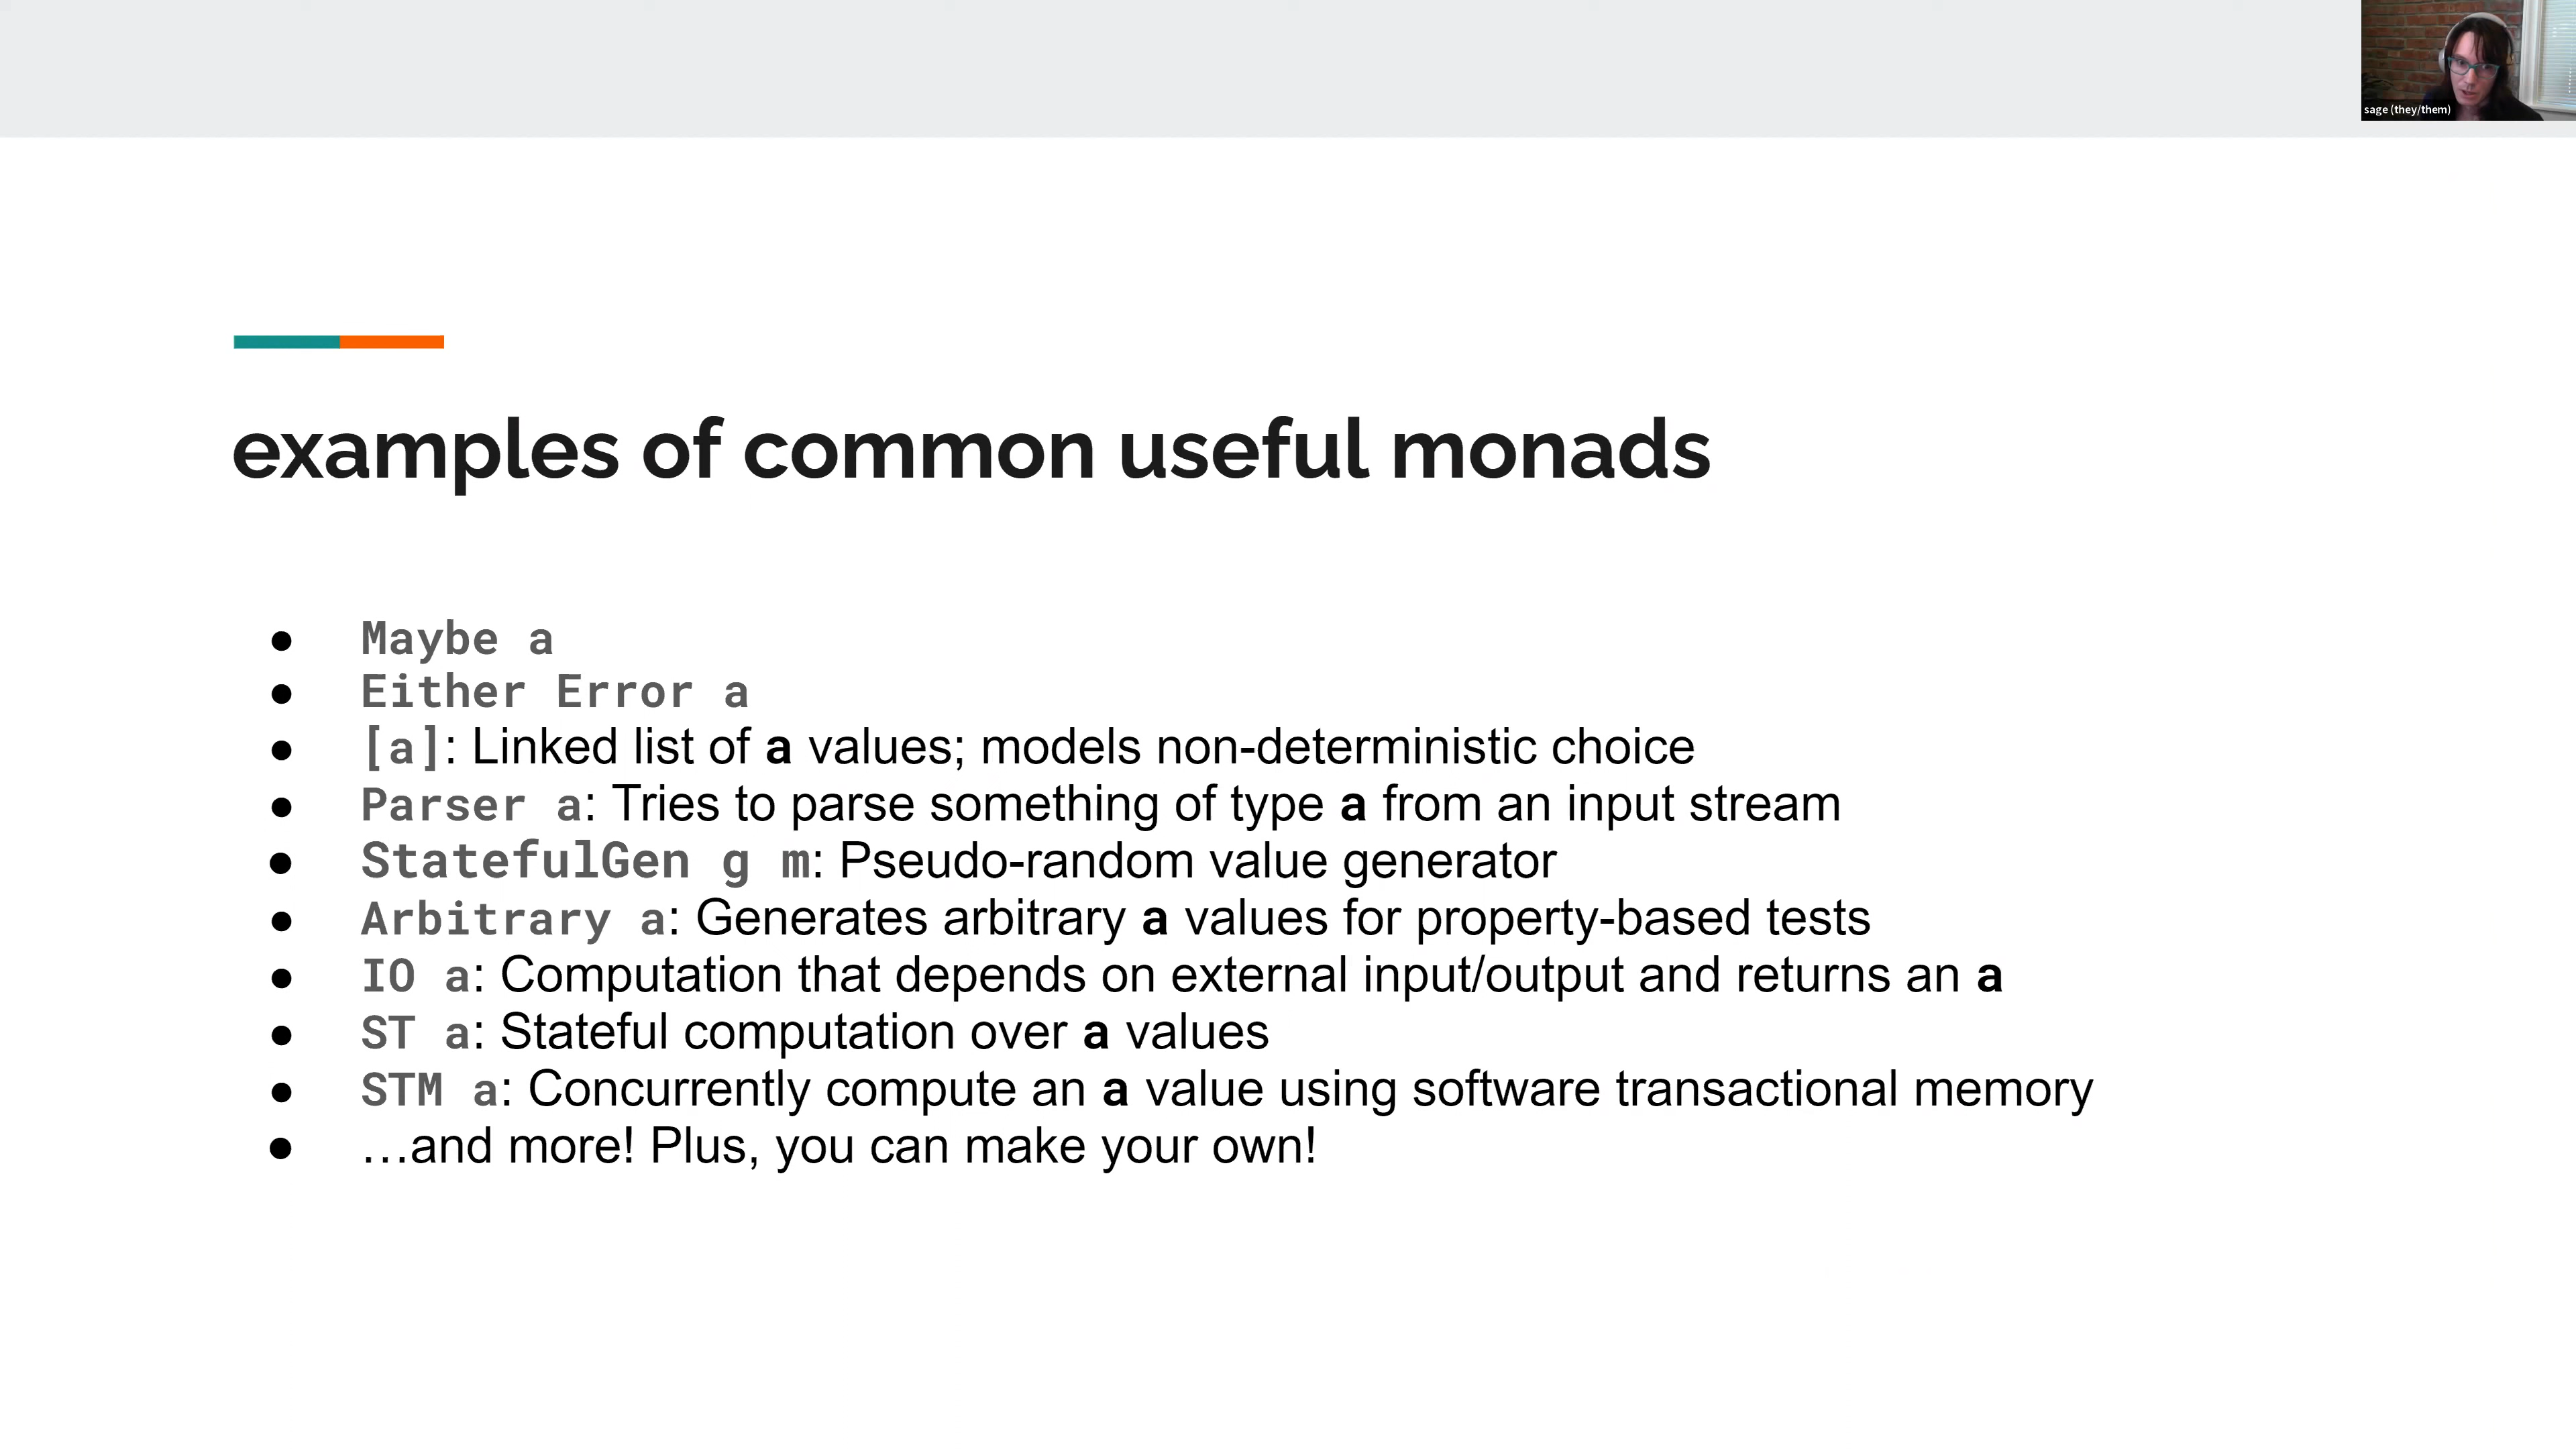 sage (they/them)
examples of common useful monads
● Maybe a
● Either Error a
● [a]: Linked list of a values; models non-deterministic choice
● Parser a: Tries to parse something of type a from an input stream
● StatefulGen g m: Pseudo-random value generator
● Arbitrary a: Generates arbitrary a values for property-based tests
● IO a: Computation that depends on external input/output and returns an a
● ST a: Stateful computation over a values
● STM a: Concurrently compute an a value using software transactional memory
● …and more! Plus, you can make your own!